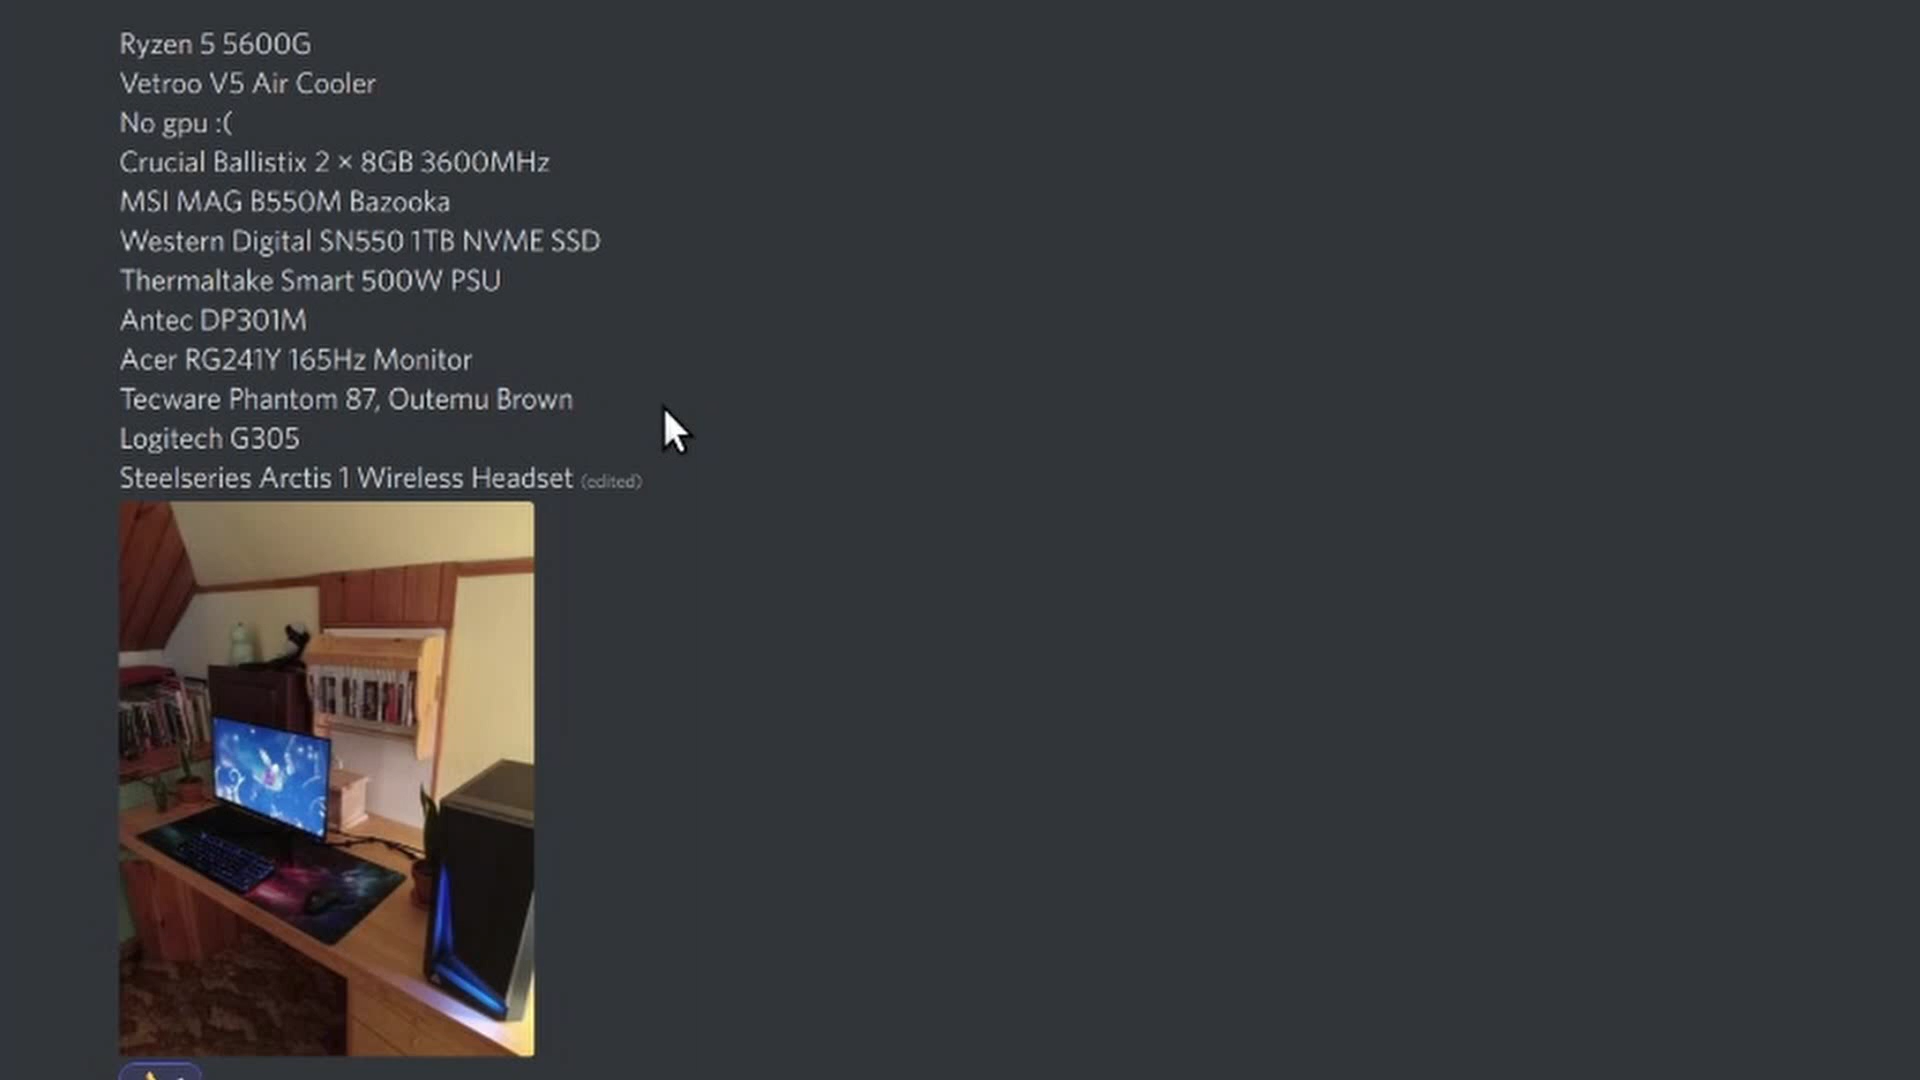 Ryzen 5 5600G
Vetroo V5 Air Cooler
No gpu :(
Crucial Ballistix 2 × 8GB 3600MHz
MSI MAG B550M Bazooka
Western Digital SN550 1TB NVME SSD
Thermaltake Smart 500W PSU
Antec DP301M
Acer RG241Y 165Hz Monitor
Tecware Phantom 87, Outemu Brown
Logitech G305
Steelseries Arctis 1 Wireless Headset (edited)